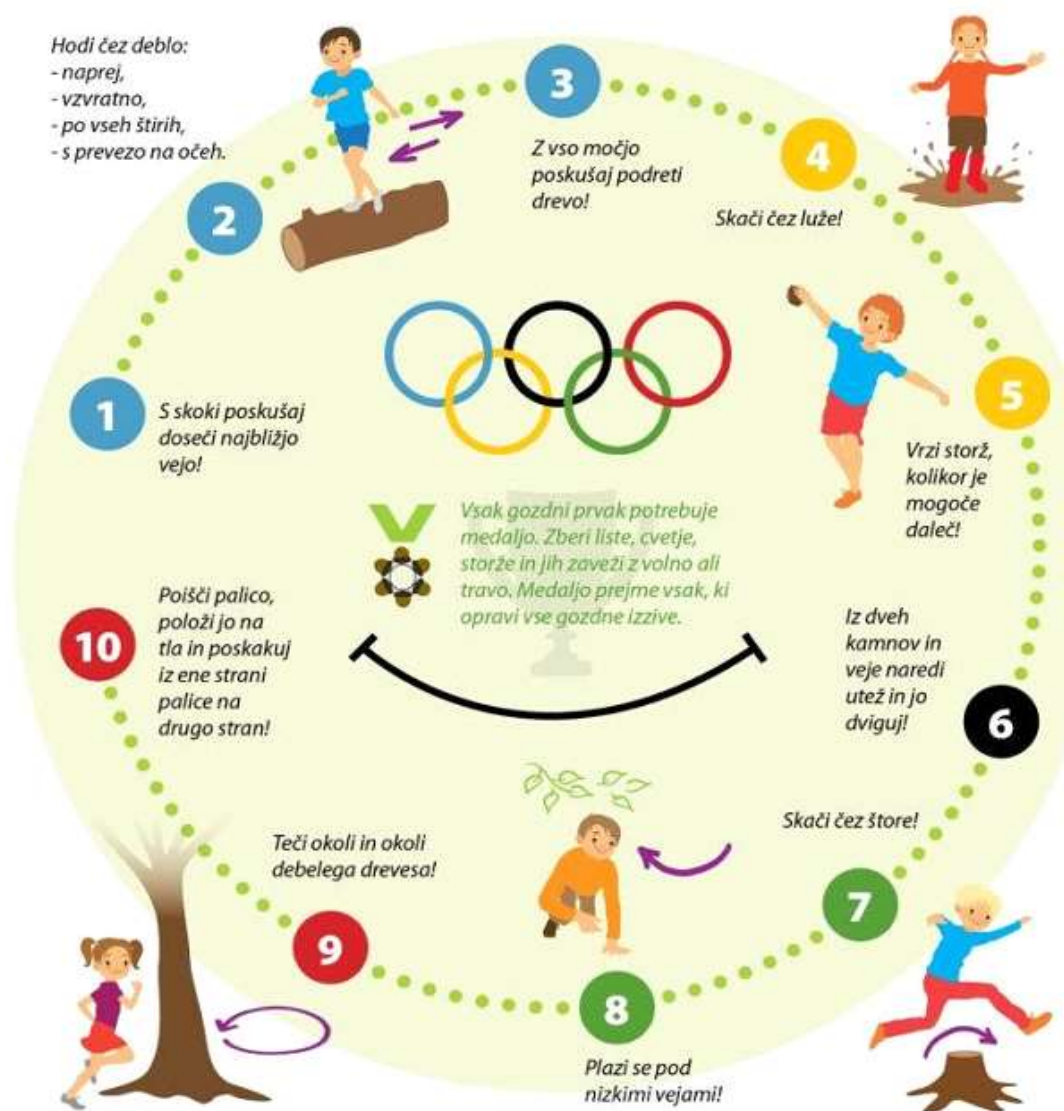 1
S skoki poskušaj
doseči najbližjo
vejo!
2
Hodi čez deblo:
- naprej,
- vzvratno,
- po vseh štirih,
- s prevezo na očeh.
3
Z vso močjo
poskušaj podreti
drevo!
4
Skači čez luže!
5
Vrzi storž,
kolikor je
mogoče
daleč!
6
Iz dveh
kamnov in
veje naredi
utež in jo
dviguj!
7
Skači čez štore!
8
Plazi se pod
nizkimi vejami!
9
Teči okoli in okoli
debelega drevesa!
10
Poišči palico,
položi jo na
tla in poskakuj
iz ene strani
palice na
drugo stran!
Vsak gozdni prvak potrebuje
medaljo. Zberi liste, cvetje,
storže in jih zaveži z volno ali
travo. Medaljo prejme vsak, ki
opravi vse gozdne izzive.